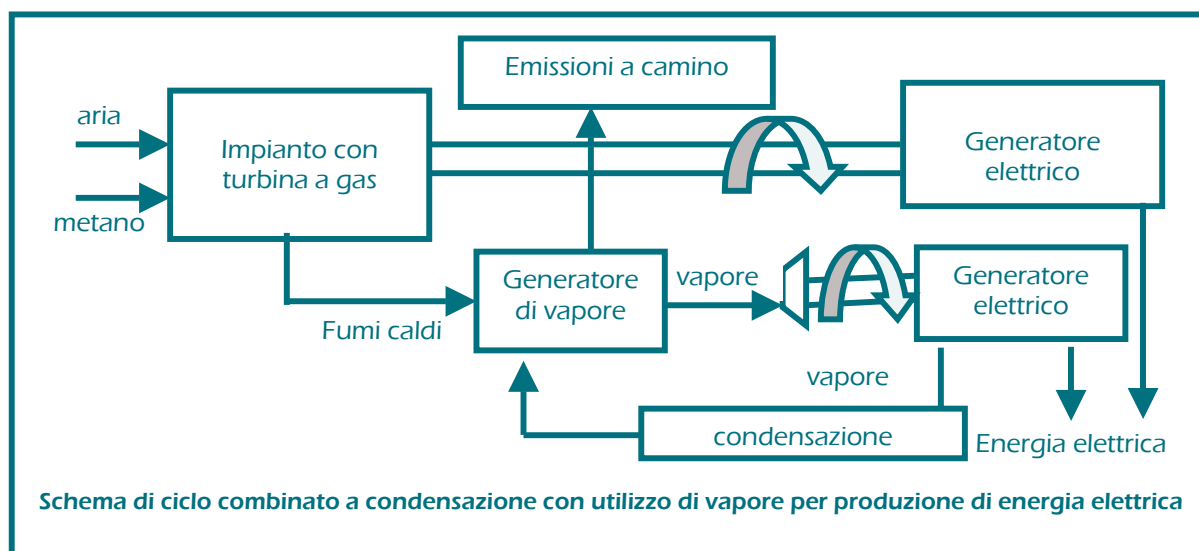 Emissioni a camino
aria
metano
Impianto con
turbina a gas
Generatore
elettrico
Fumi caldi
Generatore
di vapore
vapore
Generatore
elettrico
vapore
condensazione
Energia elettrica
Schema di ciclo combinato a condensazione con utilizzo di vapore per produzione di energia elettrica